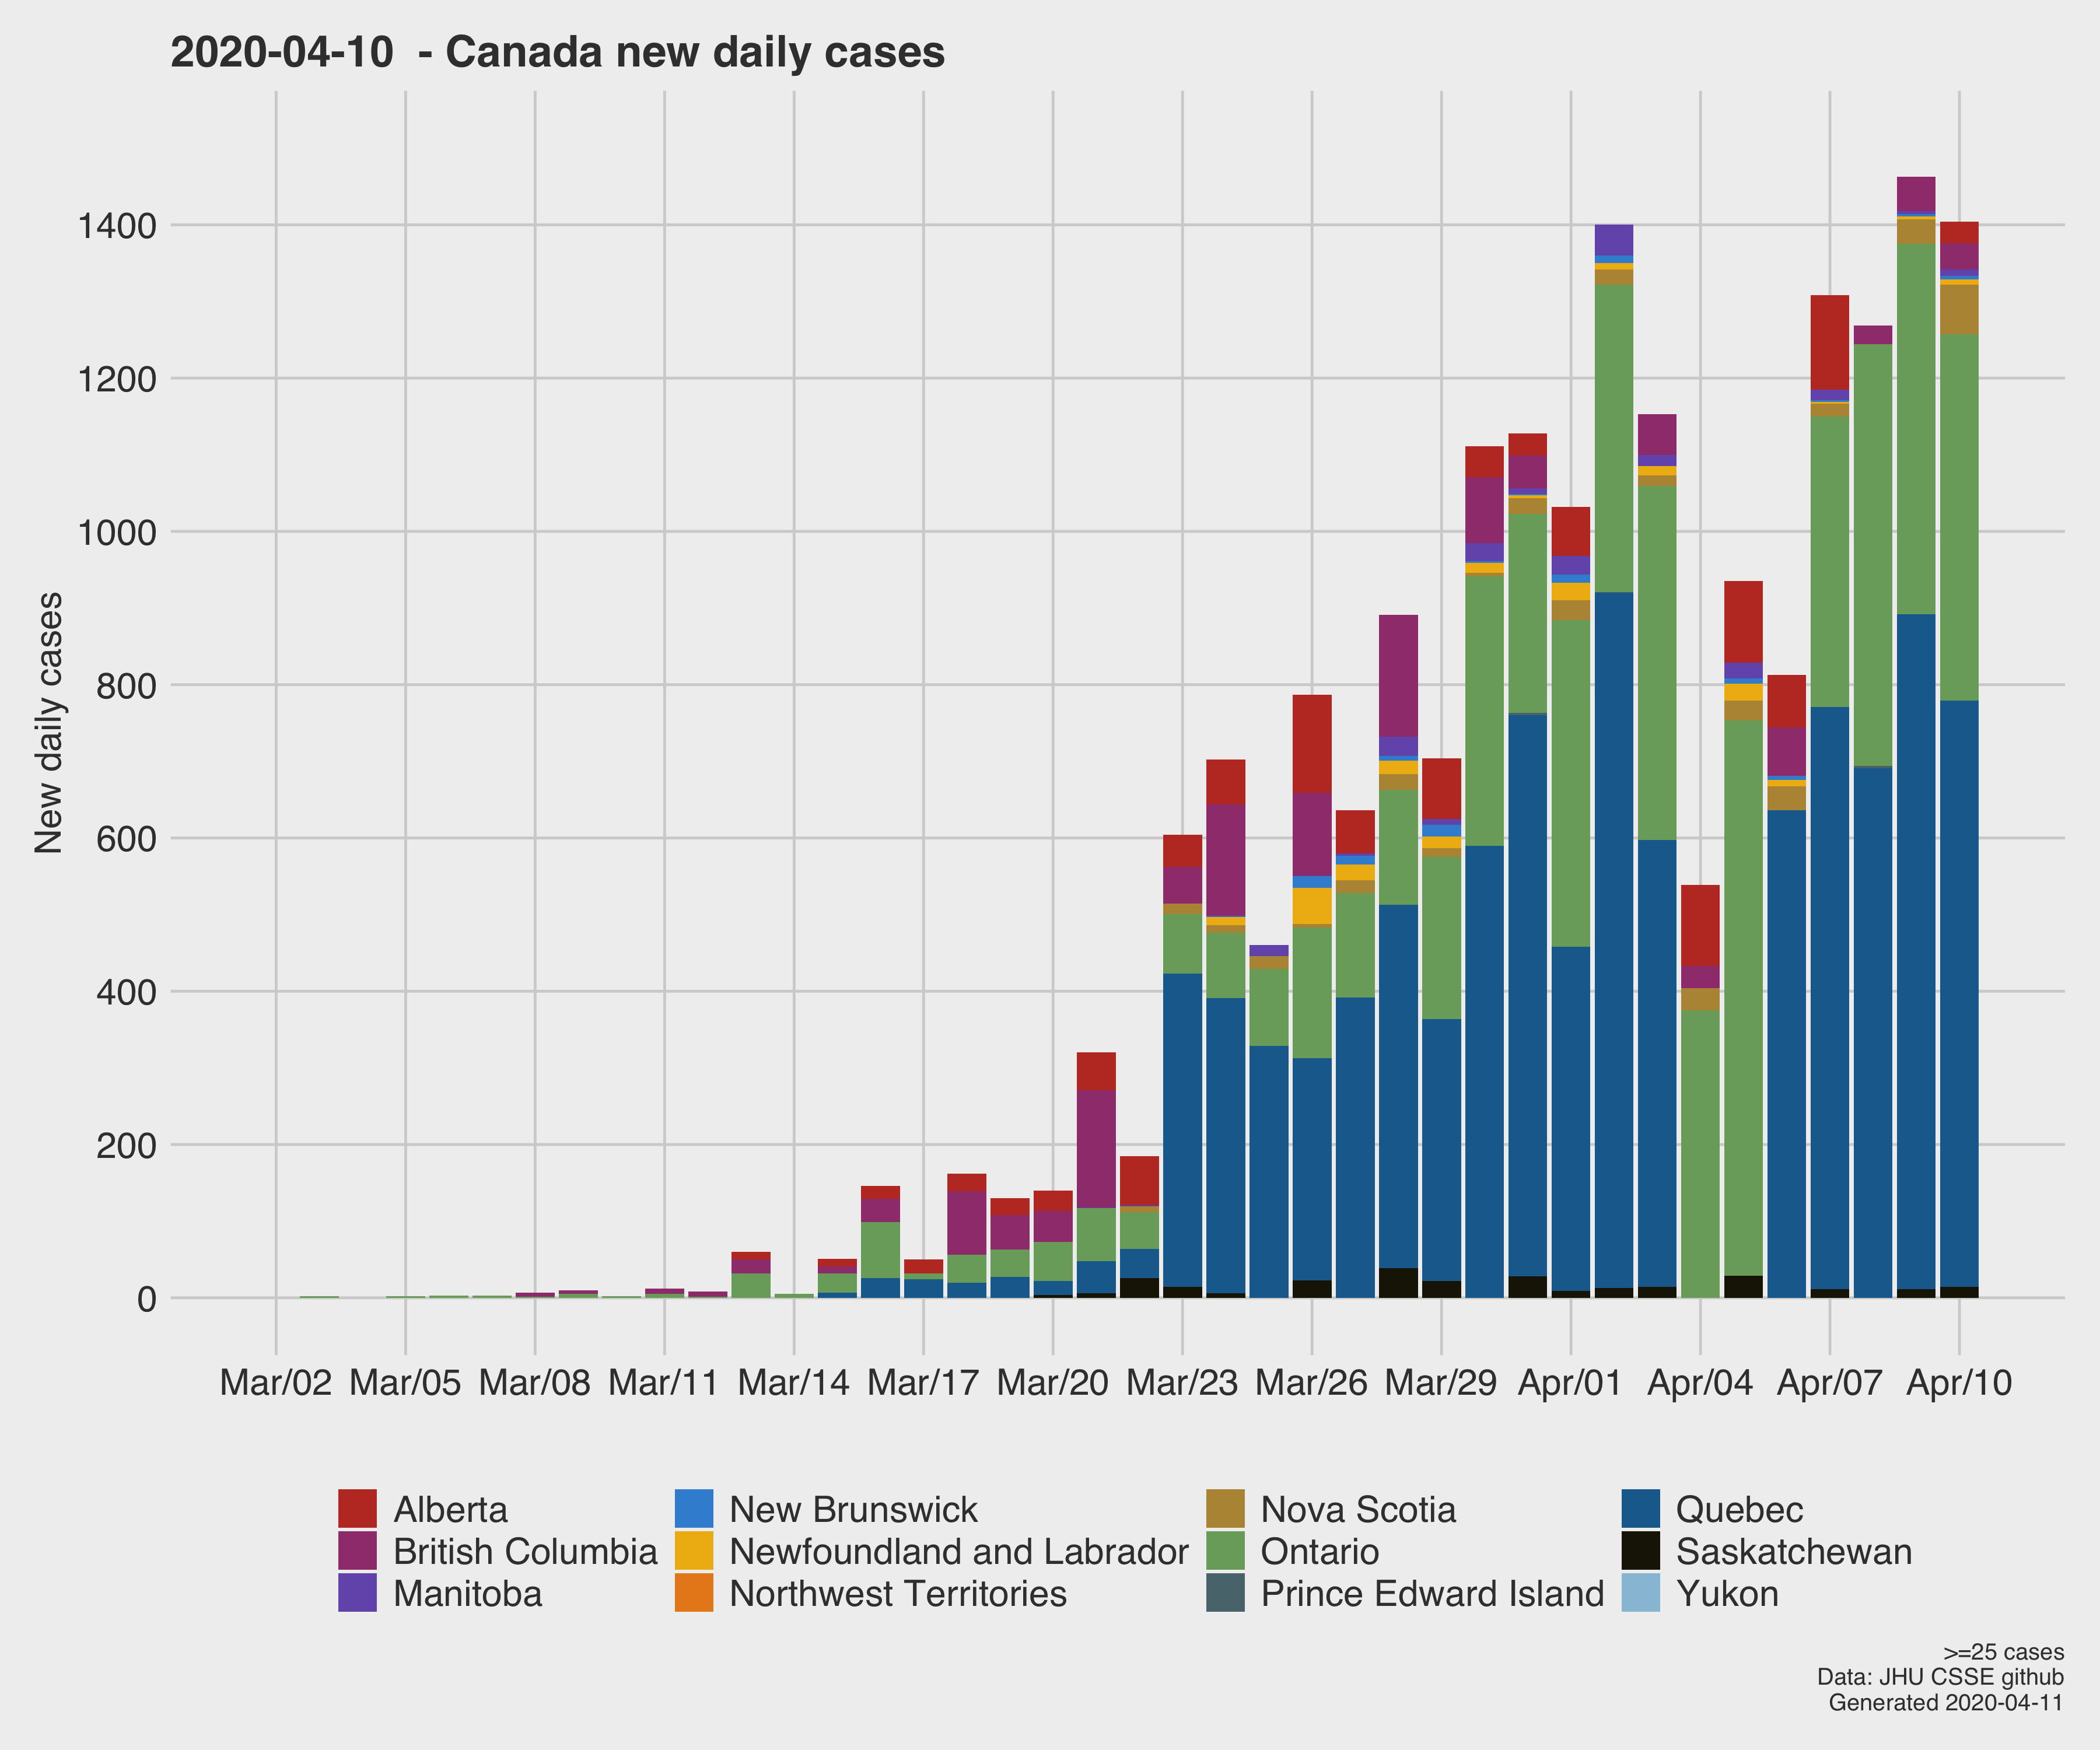 2020-04-10  - Canada new daily cases
New daily cases
1400
1200
1000
800
600
400
200
0
Mar/02 Mar/05 Mar/08 Mar/11 Mar/14 Mar/17 Mar/20 Mar/23 Mar/26 Mar/29 Apr/01 Apr/04 Apr/07 Apr/10
Alberta New Brunswick Nova Scotia Quebec
British Columbia Newfoundland and Labrador Ontario Saskatchewan
Manitoba Northwest Territories Prince Edward Island Yukon
>=25 cases
Data: JHU CSSE github
Generated 2020-04-11